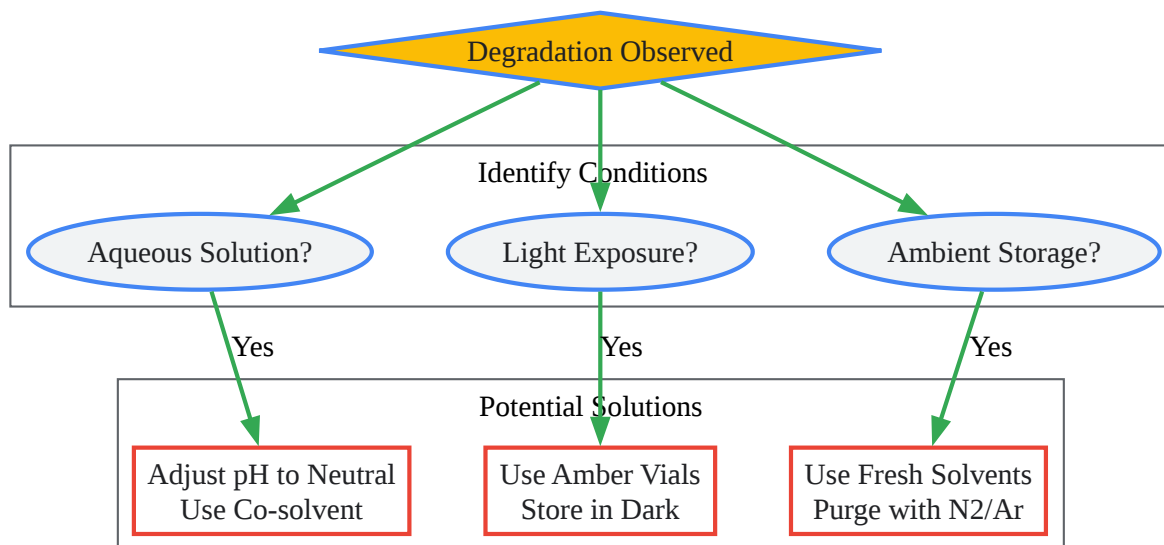 Degradation Observed
Identify Conditions
Aqueous Solution?
Light Exposure?
Ambient Storage?
Yes
Yes
Yes
Potential Solutions
Adjust pH to Neutral
Use Co-solvent
Use Amber Vials
Store in Dark
Use Fresh Solvents
Purge with N2/Ar